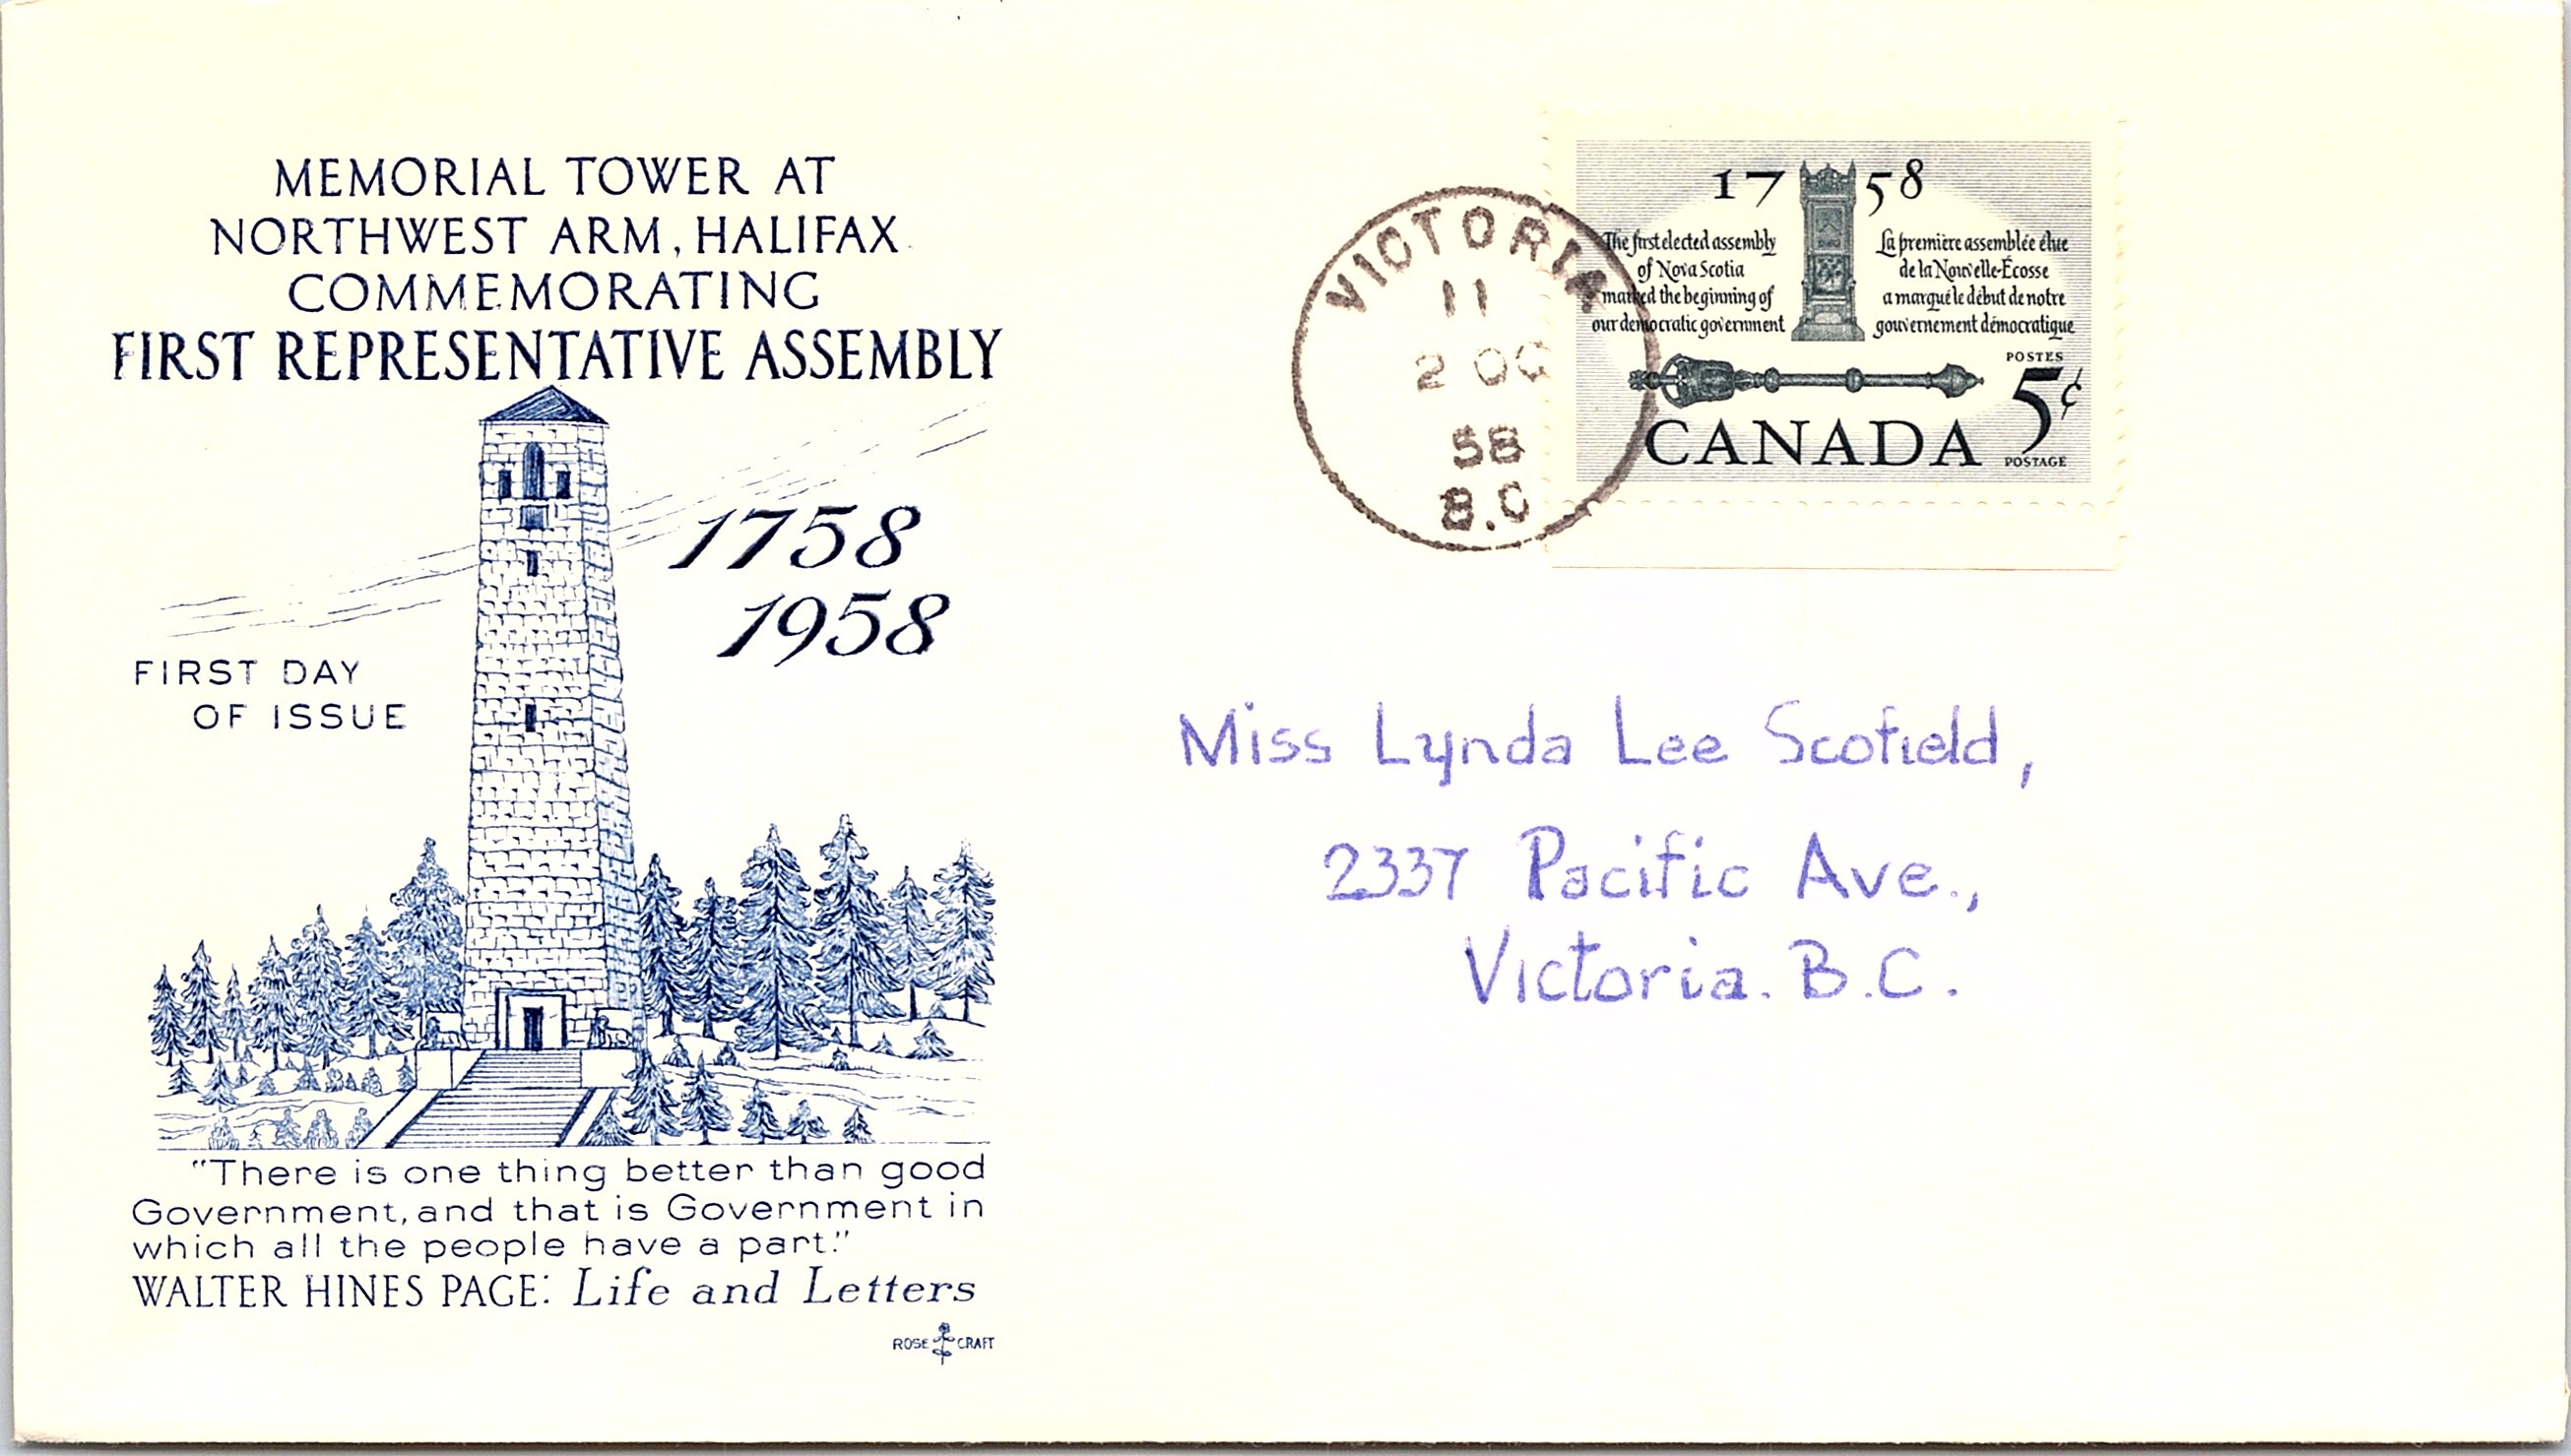 MEMORIAL TOWER AT
NORTHWEST ARM, HALIFAX
COMMEMORATING
FIRST REPRESENTATIVE ASSEMBLY
1758
1958
FIRST DAY
OF ISSUE
"There is one thing better than good
Government, and that is Government in
which all the people have a part."
WALTER HINES PAGE: Life and Letters
ROSE CRAFT
VICTORIA
11
2 OC
58
B.C
1758
The first elected assembly
of Nova Scotia
marked the beginning of
our democratic government
La première assemblée élue
de la Nouvelle-Écosse
a marqué le début de notre
gouvernement démocratique
POSTES
5¢
CANADA
POSTAGE
Miss Lynda Lee Scofield,
2337 Pacific Ave.,
Victoria. B.C.